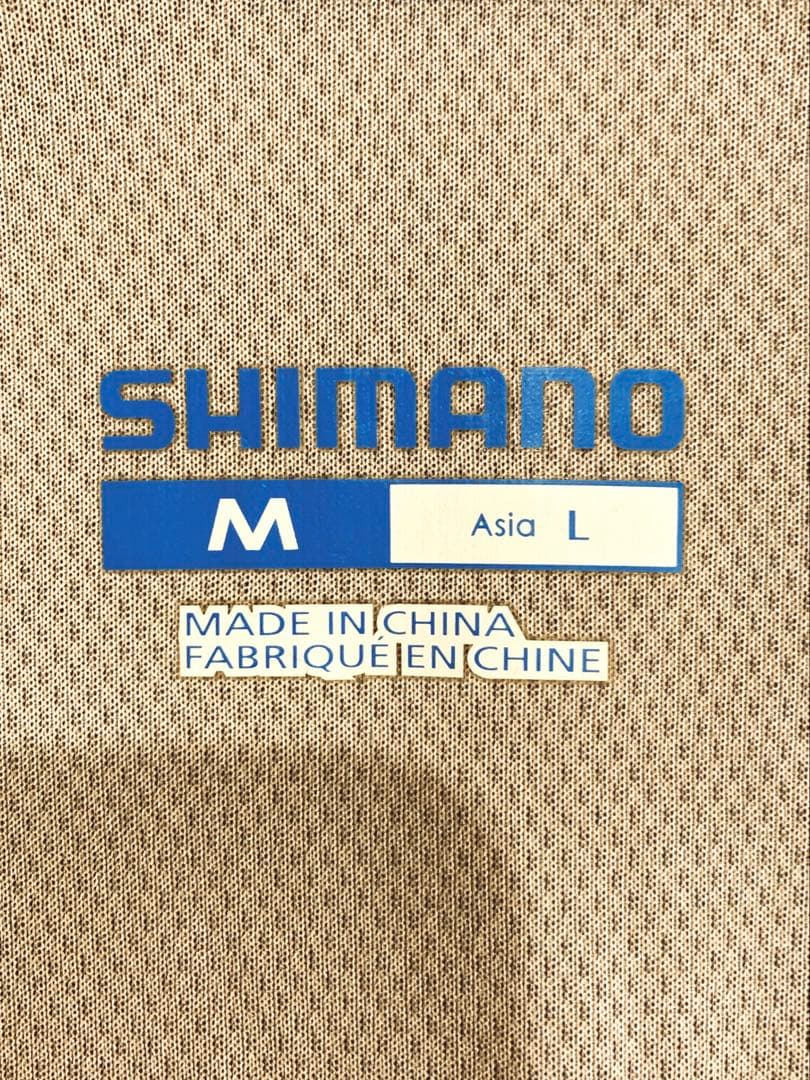 SHIMANO
M Asia L
MADE IN CHINA
FABRIQUÉ EN CHINE